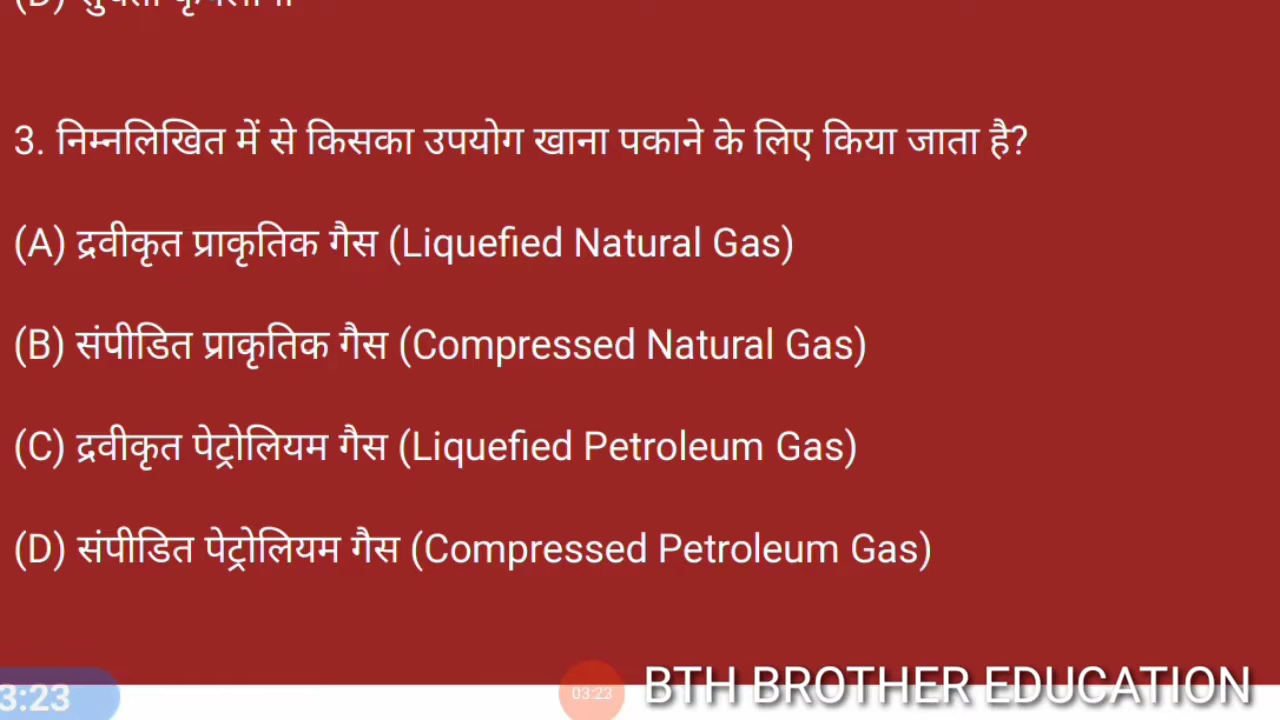 3. निम्नलिखित में से किसका उपयोग खाना पकाने के लिए किया जाता है?
(A) द्रवीकृत प्राकृतिक गैस (Liquefied Natural Gas)
(B) संपीडित प्राकृतिक गैस (Compressed Natural Gas)
(C) द्रवीकृत पेट्रोलियम गैस (Liquefied Petroleum Gas)
(D) संपीडित पेट्रोलियम गैस (Compressed Petroleum Gas)
3:23
03:23
BTH BROTHER EDUCATION